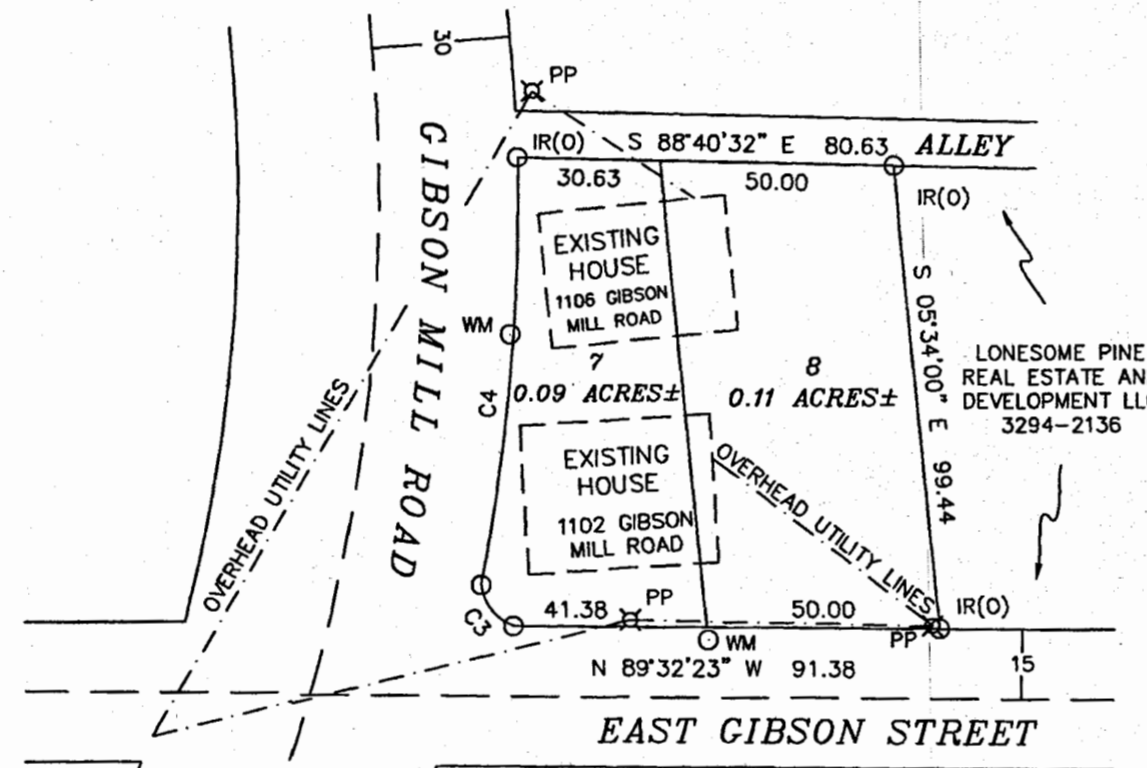 30
PP
GIBSON MILL ROAD
IR(O) S 88°40'32" E 80.63 ALLEY
30.63 50.00
IR(O)
EXISTING
HOUSE
1106 GIBSON
MILL ROAD
S 05°34'00" E 99.44
WM
7
0.09 ACRES±
8
0.11 ACRES±
LONESOME PINE
REAL ESTATE AN
DEVELOPMENT LL
3294-2136
C4
OVERHEAD UTILITY LINES
EXISTING
HOUSE
1102 GIBSON
MILL ROAD
OVERHEAD UTILITY LINES
C3
41.38 PP 50.00 IR(O)
PP
WM
N 89°32'23" W 91.38
15
EAST GIBSON STREET